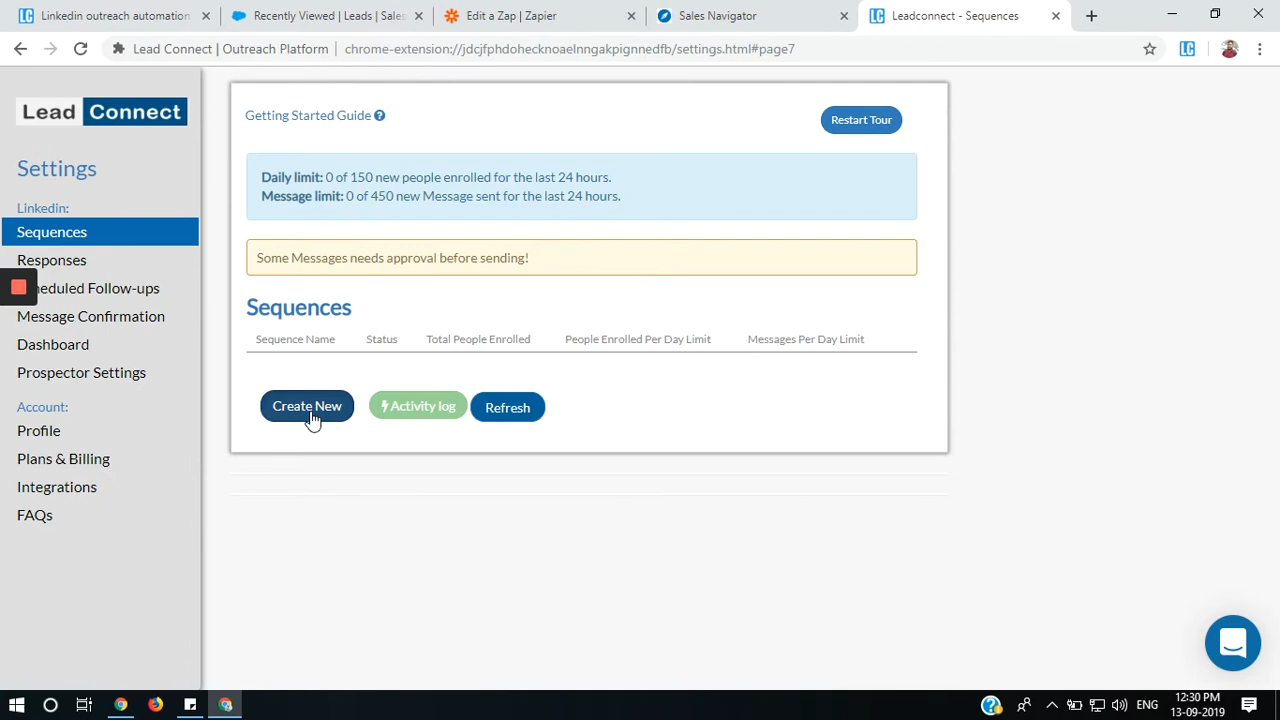 Linkedin outreach automation
Recently Viewed | Leads | Sales
Edit a Zap | Zapier
Sales Navigator
Leadconnect - Sequences
Lead Connect | Outreach Platform
chrome-extension://jdcjfphdohecknoaelnngakpignnedfb/settings.html#page7
Lead Connect
Settings
Linkedin:
Sequences
Responses
heduled Follow-ups
Message Confirmation
Dashboard
Prospector Settings
Account:
Profile
Plans & Billing
Integrations
FAQs
Getting Started Guide
Restart Tour
Daily limit: 0 of 150 new people enrolled for the last 24 hours.
Message limit: 0 of 450 new Message sent for the last 24 hours.
Some Messages needs approval before sending!
Sequences
Sequence Name Status Total People Enrolled People Enrolled Per Day Limit Messages Per Day Limit
Create New Activity log Refresh
ENG
12:30 PM
13-09-2019